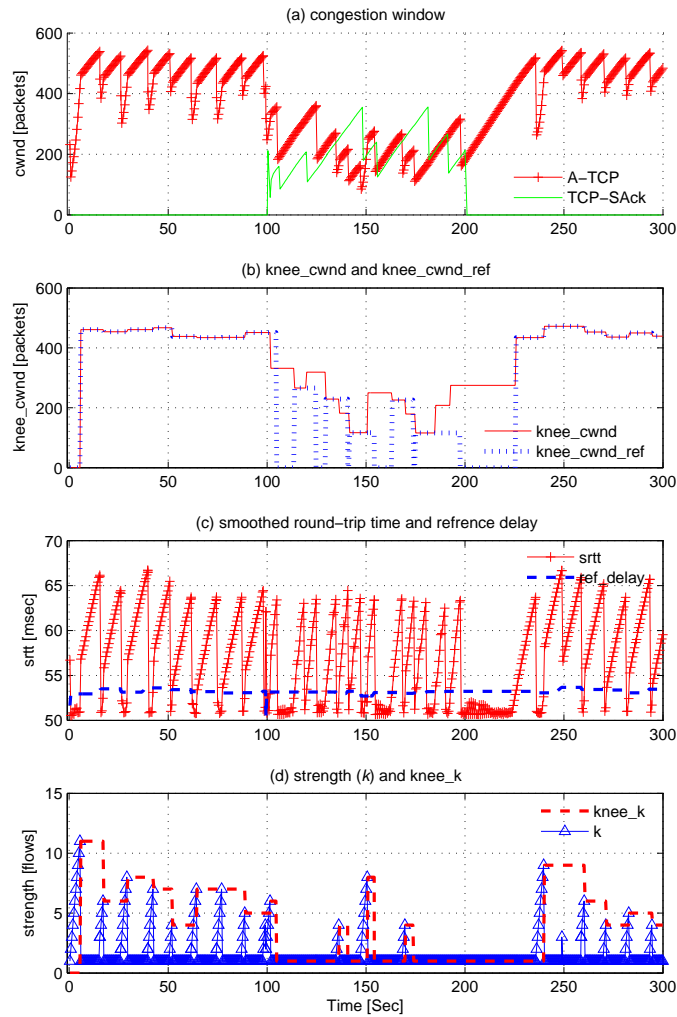 (a) congestion window
600
400
200
0
cwnd [packets]
A−TCP
TCP−SAck
0 50 100 150 200 250 300
(b) knee_cwnd and knee_cwnd_ref
600
400
200
0
knee_cwnd [packets]
knee_cwnd
knee_cwnd_ref
0 50 100 150 200 250 300
(c) smoothed round−trip time and refrence delay
70
65
60
55
50
srtt [msec]
srtt
ref_delay
0 50 100 150 200 250 300
(d) strength (k) and knee_k
15
10
5
0
strength [flows]
knee_k
k
0 50 100 150 200 250 300
Time [Sec]